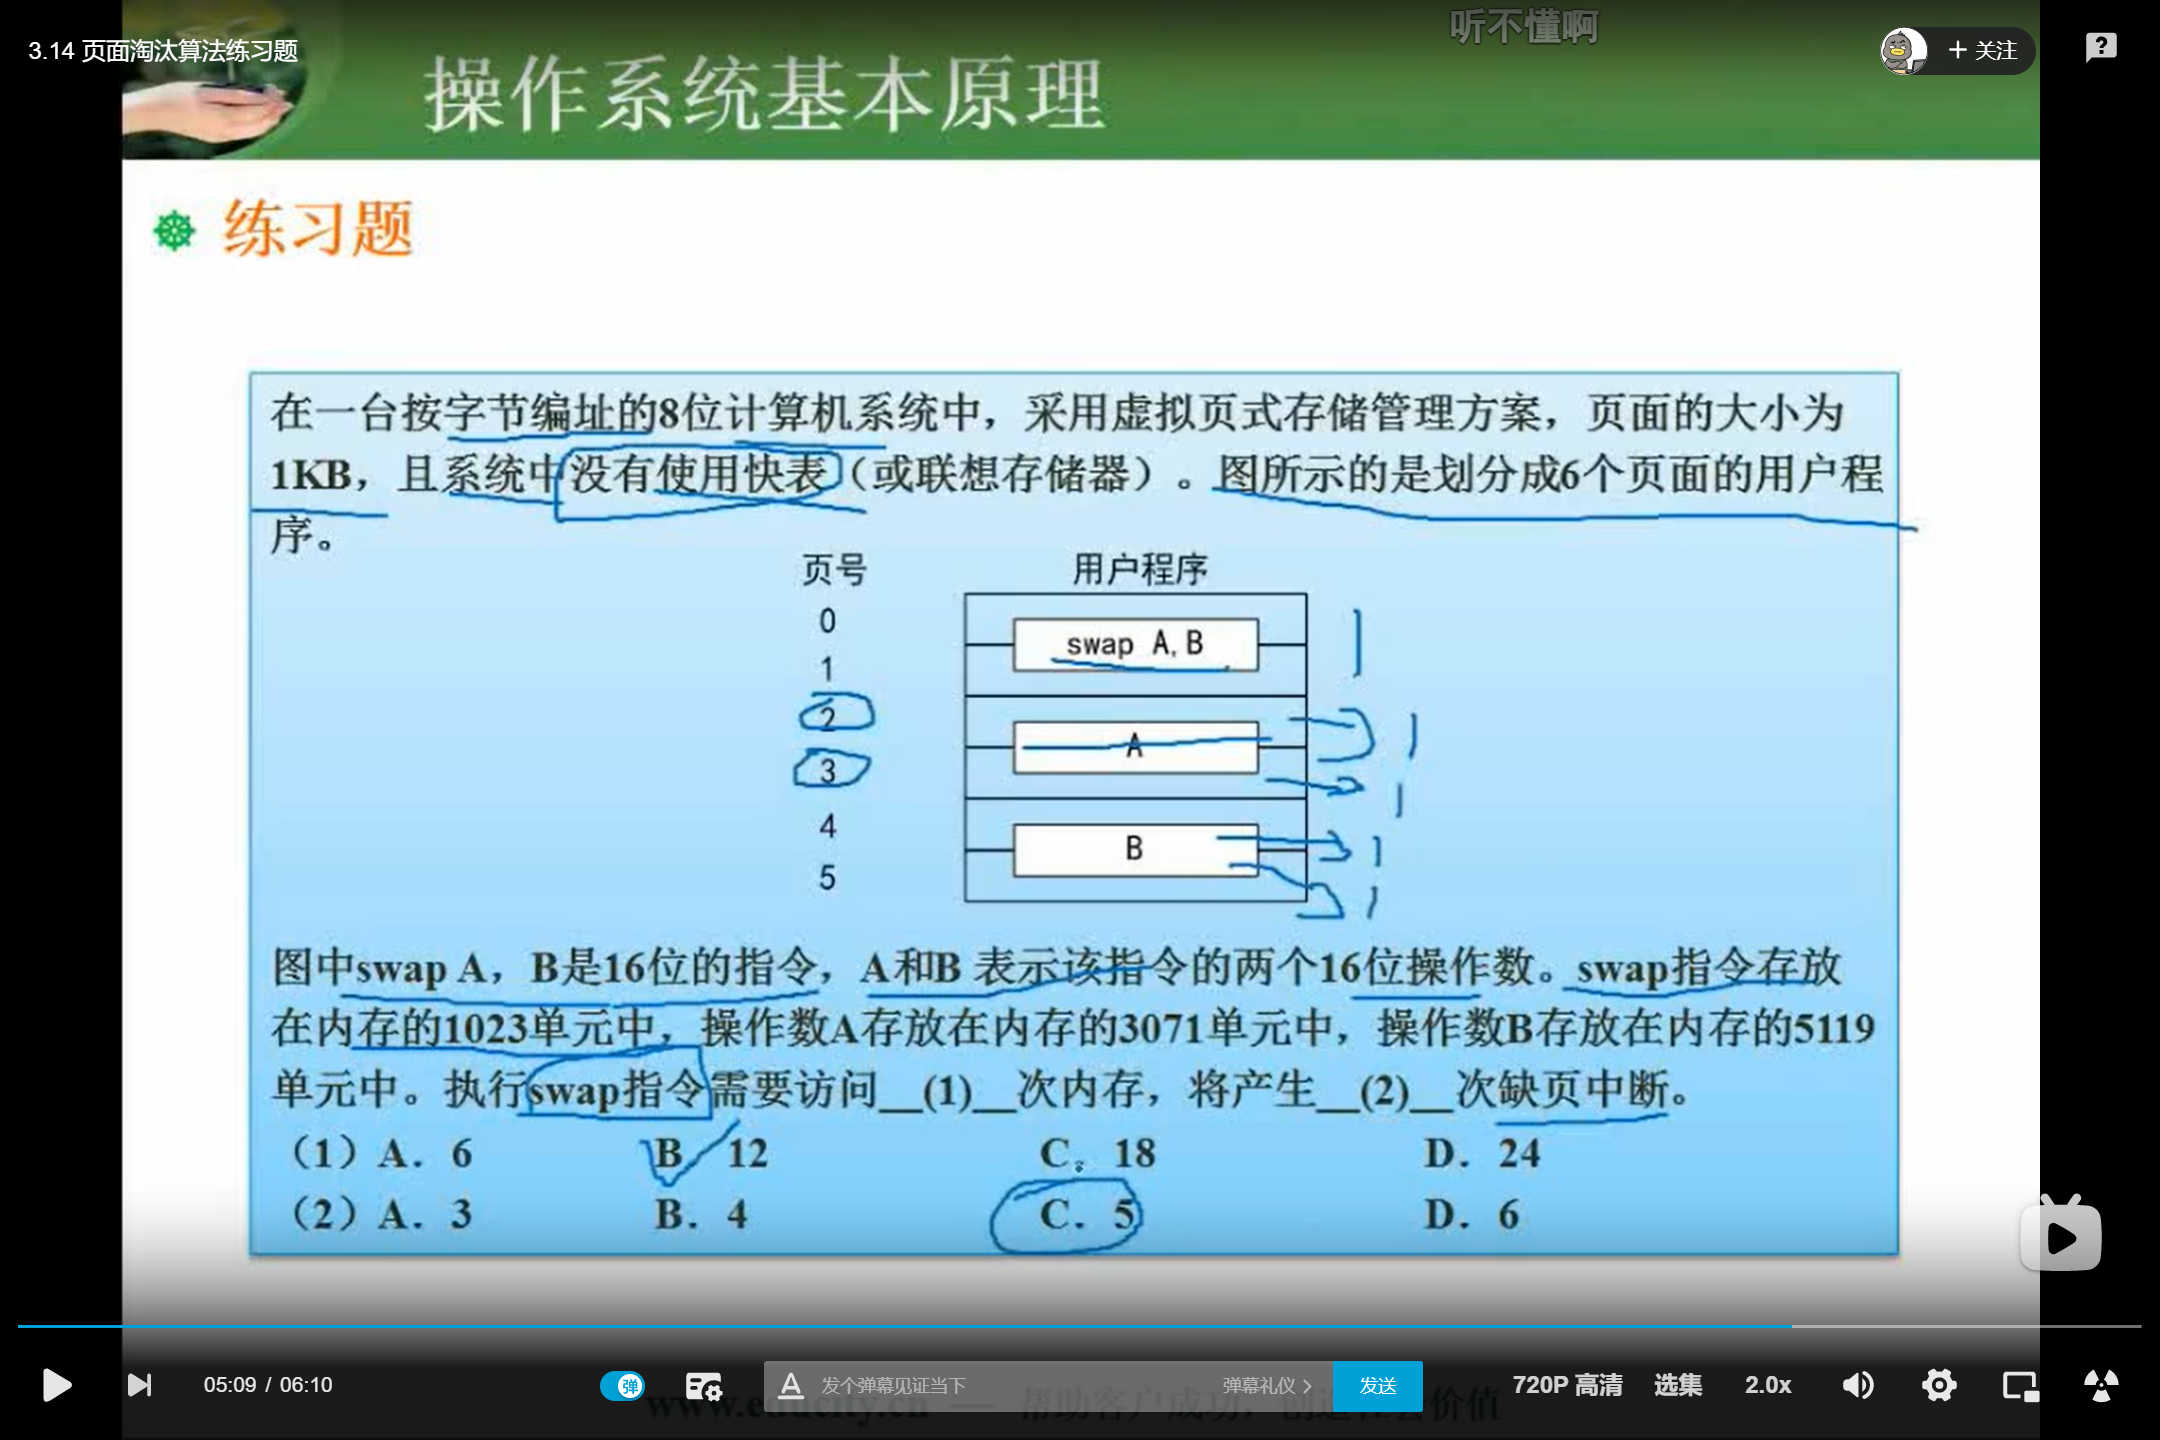 听不懂啊
3.14 页面淘汰算法练习题
+ 关注
操作系统基本原理
练习题
在一台按字节编址的8位计算机系统中，采用虚拟页式存储管理方案，页面的大小为
1KB，且系统中没有使用快表（或联想存储器）。图所示的是划分成6个页面的用户程
序。
页号 用户程序
0
swap A,B
1
2
A
3
4
B
5
图中swap A，B是16位的指令，A和B 表示该指令的两个16位操作数。swap指令存放
在内存的1023单元中，操作数A存放在内存的3071单元中，操作数B存放在内存的5119
单元中。执行swap指令需要访问__(1)__次内存，将产生__(2)__次缺页中断。
（1）A．6 B．12 C．18 D．24
（2）A．3 B．4 C．5 D．6
05:09 / 06:10 弹 发个弹幕见证当下 弹幕礼仪 > 发送 720P 高清 选集 2.0x
www.educity.cn — 帮助客户成功，创造社会价值